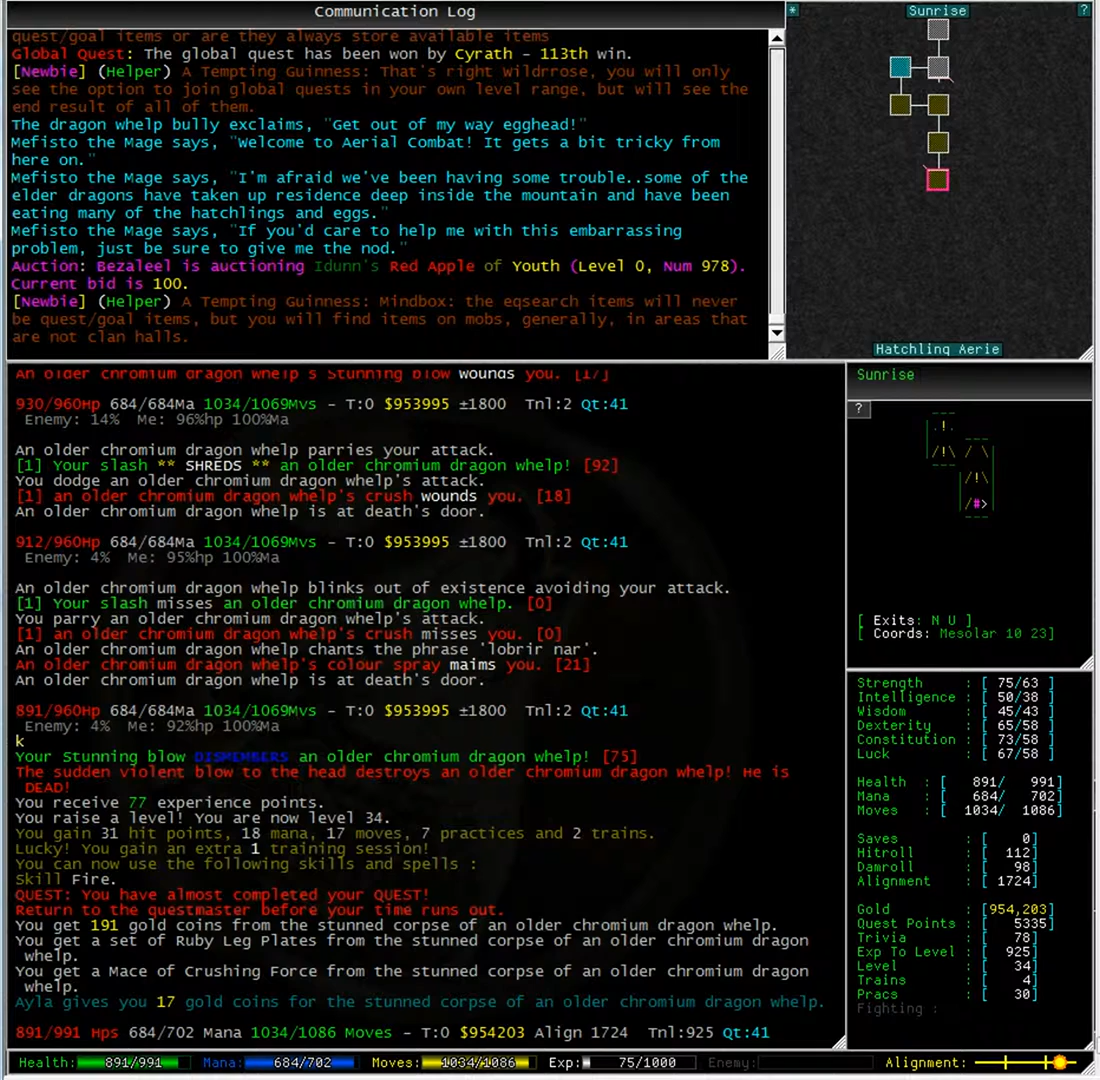 Communication Log
quest/goal items or are they always store available items
Global Quest: The global quest has been won by Cyrath - 113th win.
[Newbie] (Helper) A Tempting Guinness: That's right wildrrose, you will only
see the option to join global quests in your own level range, but will see the
end result of all of them.
The dragon whelp bully exclaims, "Get out of my way egghead!"
Mefisto the Mage says, "Welcome to Aerial Combat! It gets a bit tricky from
here on."
Mefisto the Mage says, "I'm afraid we've been having some trouble..some of the
elder dragons have taken up residence deep inside the mountain and have been
eating many of the hatchlings and eggs."
Mefisto the Mage says, "If you'd care to help me with this embarrassing
problem, just be sure to give me the nod."
Auction: Bezaleel is auctioning Idunn's Red Apple of Youth (Level 0, Num 978).
Current bid is 100.
[Newbie] (Helper) A Tempting Guinness: Mindbox: the eqsearch items will never
be quest/goal items, but you will find items on mobs, generally, in areas that
are not clan halls.
* Sunrise ?
Hatchling Aerie
An older chromium dragon whelp's Stunning blow wounds you. [17]
930/960Hp 684/684Ma 1034/1069Mvs - T:0 $953995 ±1800 Tnl:2 Qt:41
Enemy: 14% Me: 96%hp 100%Ma
An older chromium dragon whelp parries your attack.
[1] Your slash ** SHREDS ** an older chromium dragon whelp! [92]
You dodge an older chromium dragon whelp's attack.
[1] an older chromium dragon whelp's crush wounds you. [18]
An older chromium dragon whelp is at death's door.
912/960Hp 684/684Ma 1034/1069Mvs - T:0 $953995 ±1800 Tnl:2 Qt:41
Enemy: 4% Me: 95%hp 100%Ma
An older chromium dragon whelp blinks out of existence avoiding your attack.
[1] Your slash misses an older chromium dragon whelp. [0]
You parry an older chromium dragon whelp's attack.
[1] an older chromium dragon whelp's crush misses you. [0]
An older chromium dragon whelp chants the phrase 'lobrir nar'.
An older chromium dragon whelp's colour spray maims you. [21]
An older chromium dragon whelp is at death's door.
891/960Hp 684/684Ma 1034/1069Mvs - T:0 $953995 ±1800 Tnl:2 Qt:41
Enemy: 4% Me: 92%hp 100%Ma
k
Your Stunning blow DISMEMBERS an older chromium dragon whelp! [75]
The sudden violent blow to the head destroys an older chromium dragon whelp! He is
DEAD!
You receive 77 experience points.
You raise a level! You are now level 34.
You gain 31 hit points, 18 mana, 17 moves, 7 practices and 2 trains.
Lucky! You gain an extra 1 training session!
You can now use the following skills and spells :
Skill Fire.
QUEST: You have almost completed your QUEST!
Return to the questmaster before your time runs out.
You get 191 gold coins from the stunned corpse of an older chromium dragon whelp.
You get a set of Ruby Leg Plates from the stunned corpse of an older chromium dragon
whelp.
You get a Mace of Crushing Force from the stunned corpse of an older chromium dragon
whelp.
Ayla gives you 17 gold coins for the stunned corpse of an older chromium dragon whelp.
891/991 Hps 684/702 Mana 1034/1086 Moves - T:0 $954203 Align 1724 Tnl:925 Qt:41
Sunrise
?
---
|.!.
|/!\ / \|
--- ---
|/!\
|/#>|
---
[ Exits: N U ]
[ Coords: Mesolar 10 23]
Strength : [ 75/63 ]
Intelligence : [ 50/38 ]
Wisdom : [ 45/43 ]
Dexterity : [ 65/58 ]
Constitution : [ 73/58 ]
Luck : [ 67/58 ]
Health : [ 891/ 991]
Mana : [ 684/ 702]
Moves : [ 1034/ 1086]
Saves : [ 0]
Hitroll : [ 112]
Damroll : [ 98]
Alignment : [ 1724]
Gold : [954,203]
Quest Points : [ 5335]
Trivia : [ 78]
Exp To Level : [ 925]
Level : [ 34]
Trains : [ 4]
Pracs : [ 30]
Fighting :
Health: 891/991 Mana: 684/702 Moves: 1034/1086 Exp: 75/1000 Enemy: Alignment: